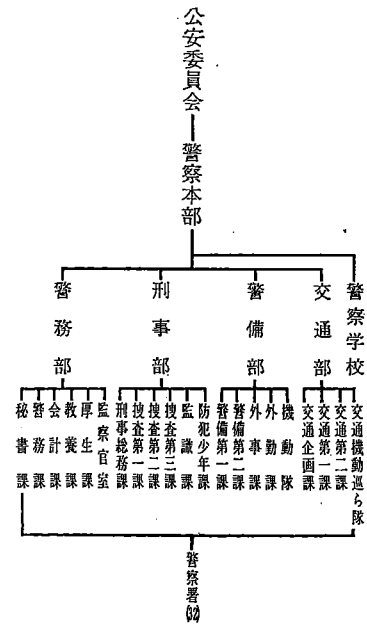 公安委員会
警察本部
警務部
刑事部
警備部
交通部
警察学校
秘書課
警務課
会計課
教養課
厚生課
監察官室
刑事総務課
捜査第一課
捜査第二課
捜査第三課
鑑識課
防犯少年課
警備第一課
警備第二課
外事課
外勤課
機動隊
交通企画課
交通第一課
交通第二課
交通機動巡ら隊
警察署(32)